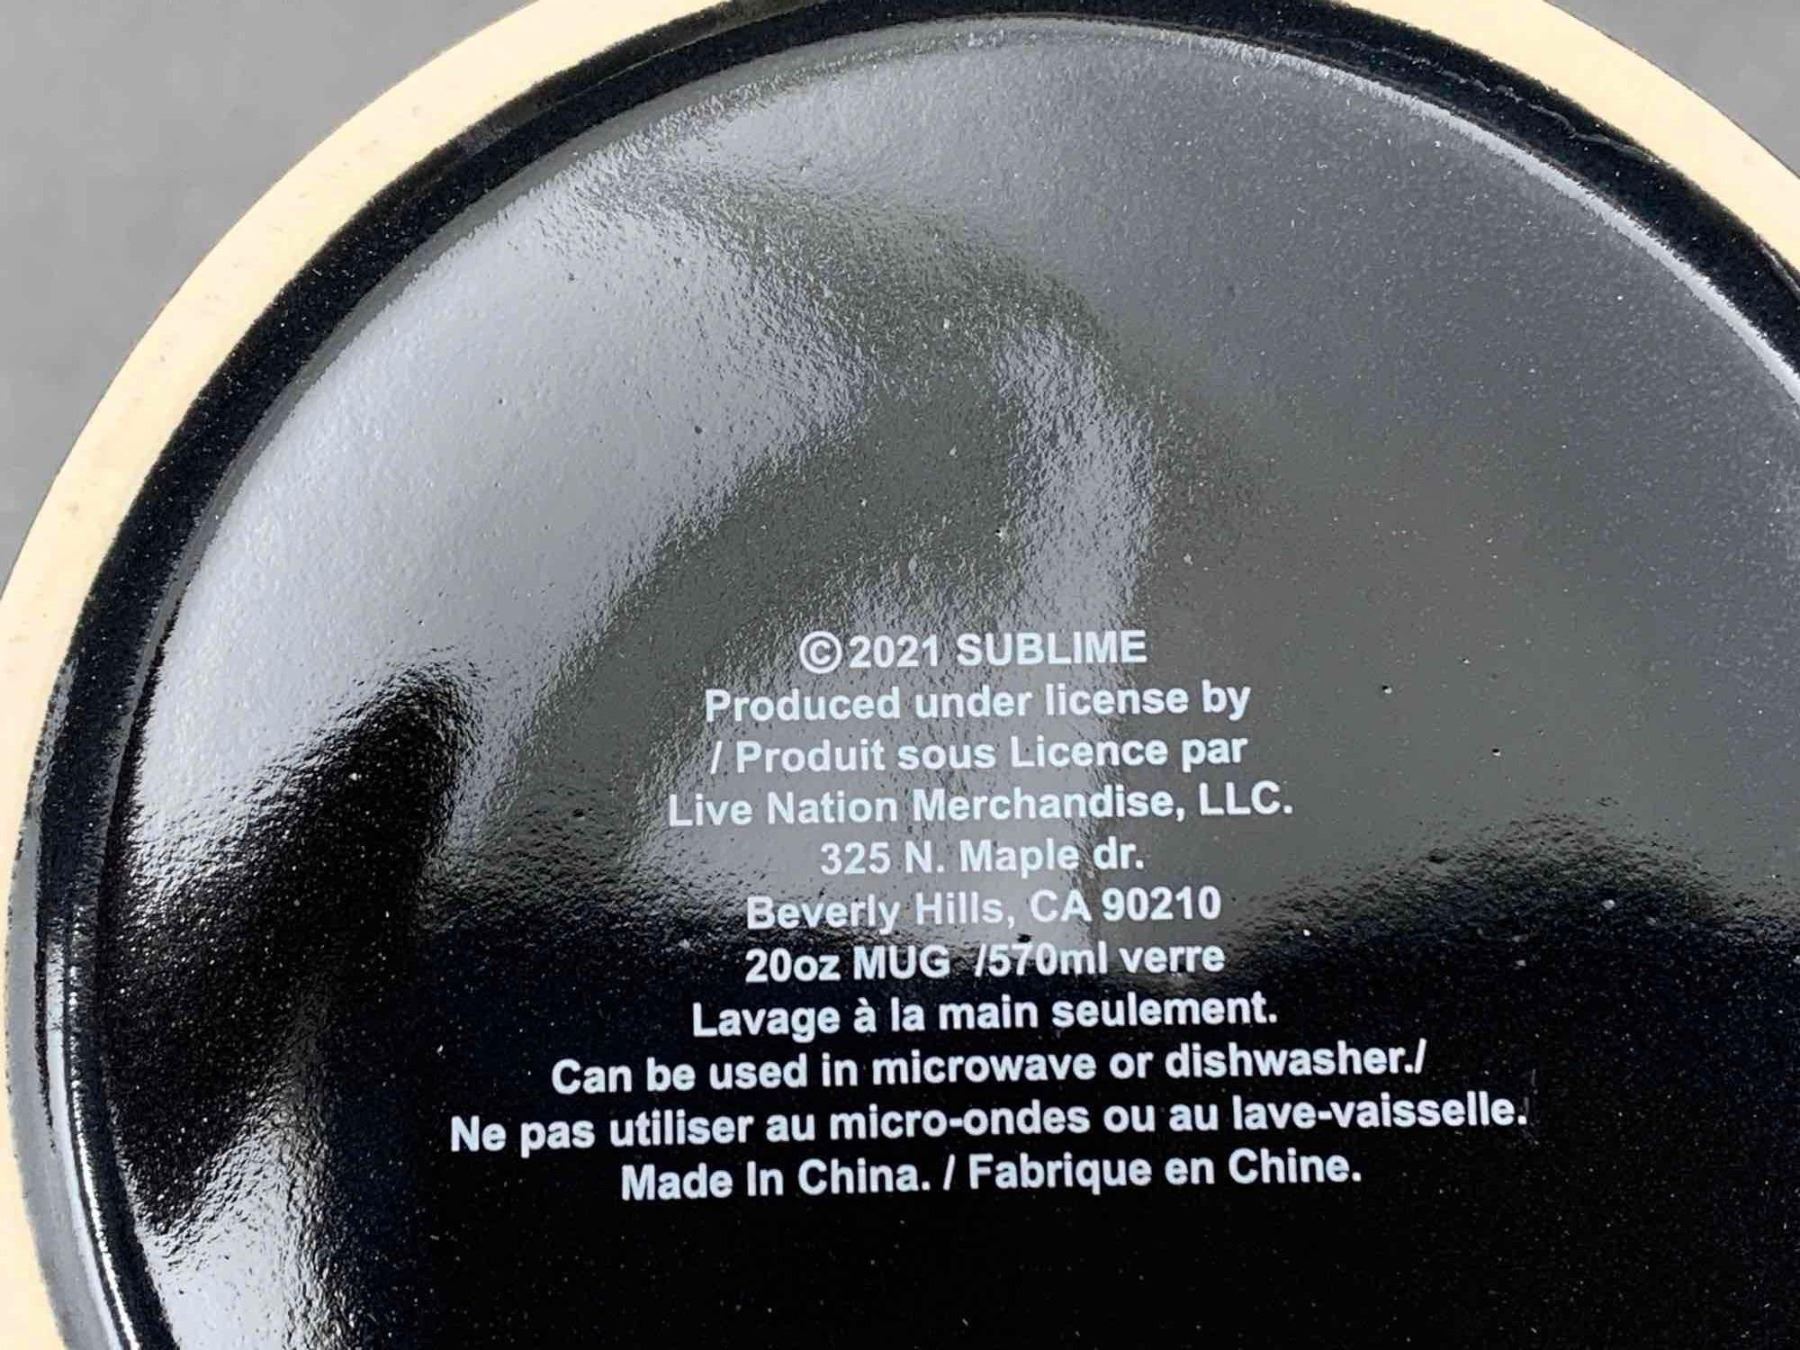 ©2021 SUBLIME
Produced under license by
/ Produit sous Licence par
Live Nation Merchandise, LLC.
325 N. Maple dr.
Beverly Hills, CA 90210
20oz MUG /570ml verre
Lavage à la main seulement.
Can be used in microwave or dishwasher./
Ne pas utiliser au micro-ondes ou au lave-vaisselle.
Made In China. / Fabrique en Chine.